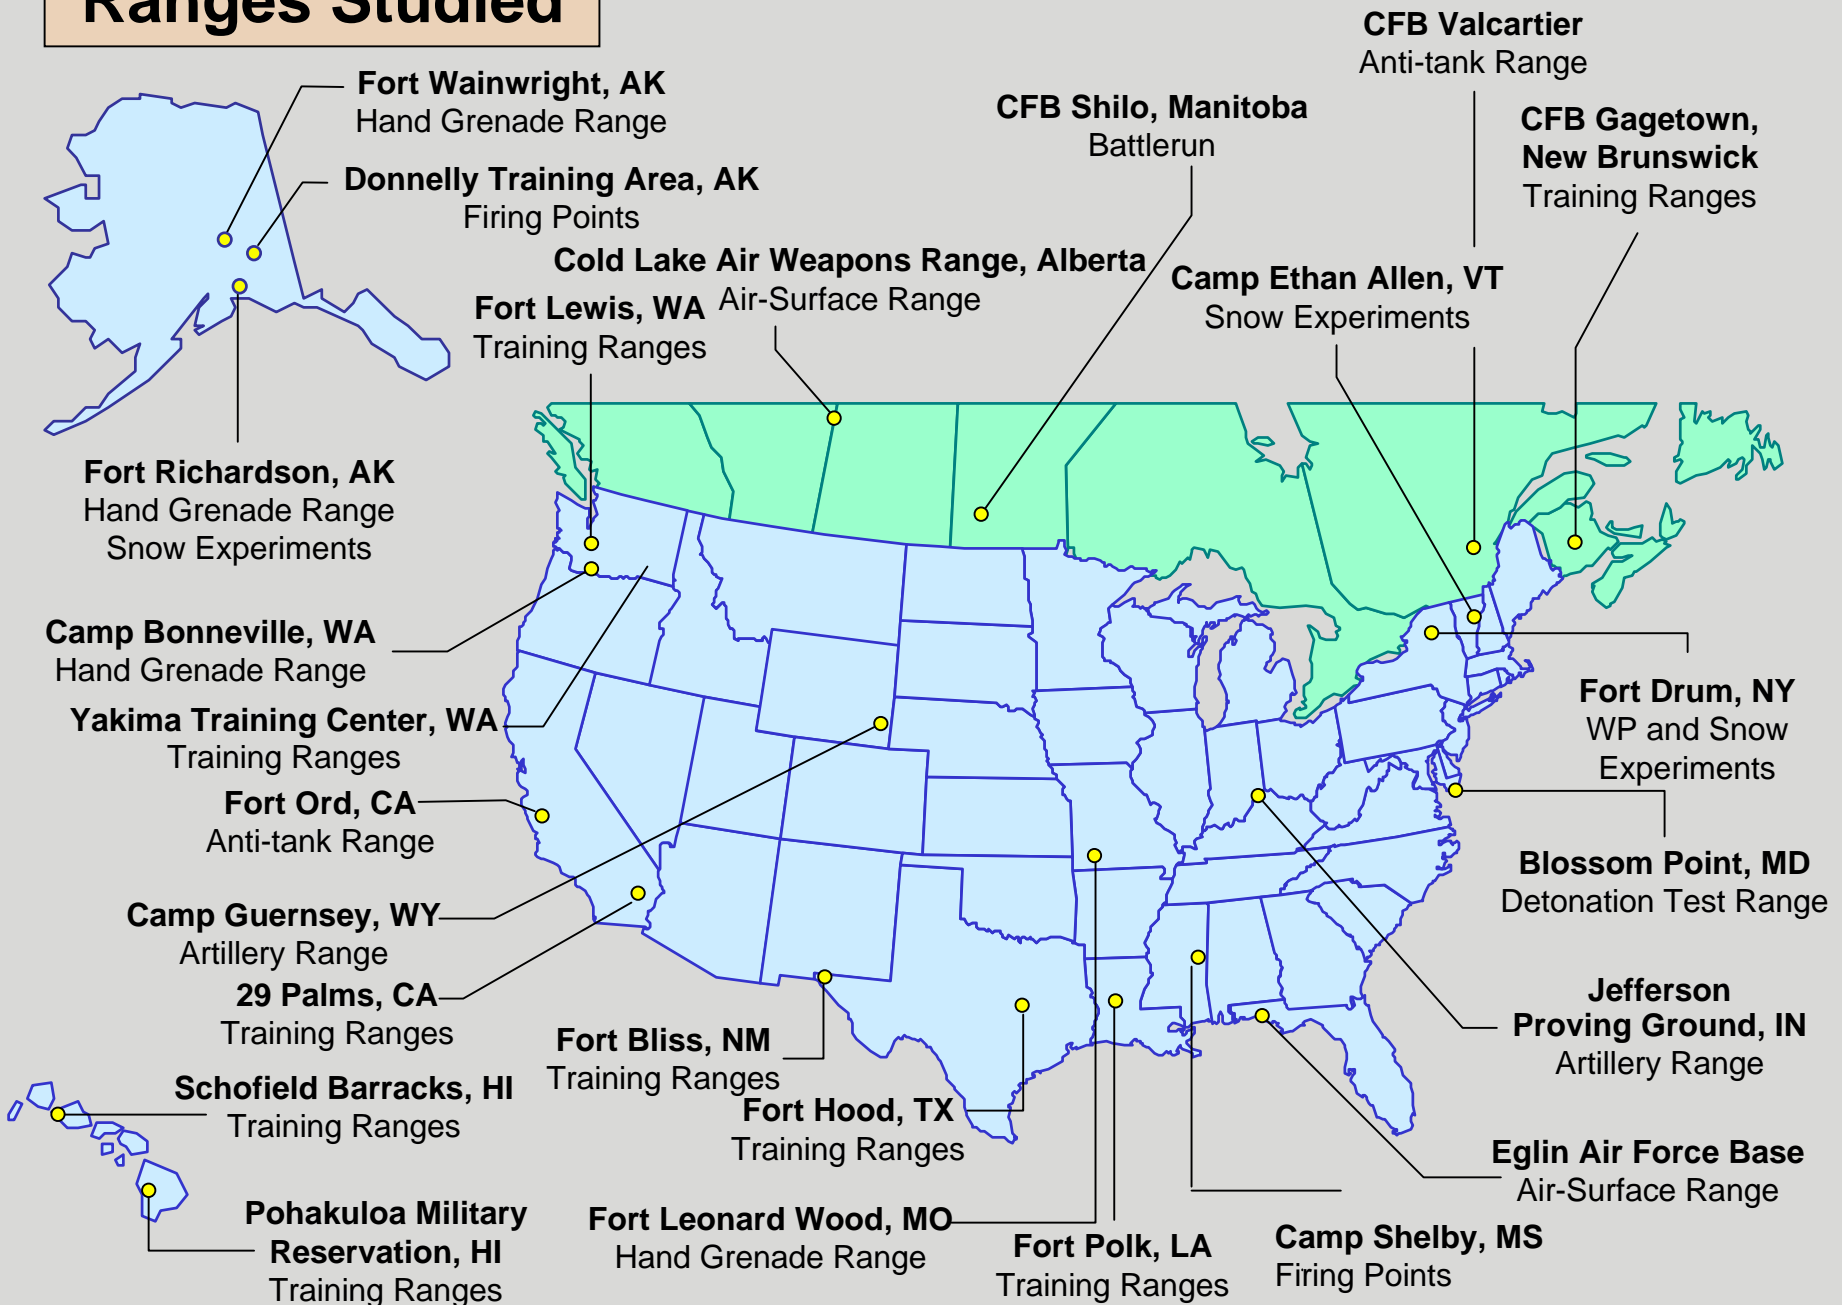 Ranges Studied
Fort Wainwright, AK
Hand Grenade Range
Donnelly Training Area, AK
Firing Points
Fort Richardson, AK
Hand Grenade Range
Snow Experiments
CFB Valcartier
Anti-tank Range
CFB Shilo, Manitoba
Battlerun
CFB Gagetown,
New Brunswick
Training Ranges
Cold Lake Air Weapons Range, Alberta
Air-Surface Range
Fort Lewis, WA
Training Ranges
Camp Ethan Allen, VT
Snow Experiments
Camp Bonneville, WA
Hand Grenade Range
Yakima Training Center, WA
Training Ranges
Fort Ord, CA
Anti-tank Range
Camp Guernsey, WY
Artillery Range
29 Palms, CA
Training Ranges
Fort Drum, NY
WP and Snow
Experiments
Blossom Point, MD
Detonation Test Range
Jefferson
Proving Ground, IN
Artillery Range
Fort Bliss, NM
Training Ranges
Fort Hood, TX
Training Ranges
Schofield Barracks, HI
Training Ranges
Pohakuloa Military
Reservation, HI
Training Ranges
Fort Leonard Wood, MO
Hand Grenade Range
Fort Polk, LA
Training Ranges
Eglin Air Force Base
Air-Surface Range
Camp Shelby, MS
Firing Points